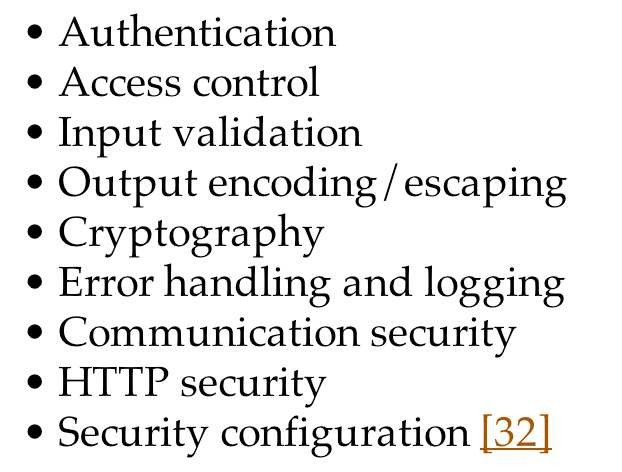 • Authentication
• Access control
• Input validation
• Output encoding/escaping
• Cryptography
• Error handling and logging
• Communication security
• HTTP security
• Security configuration [32]